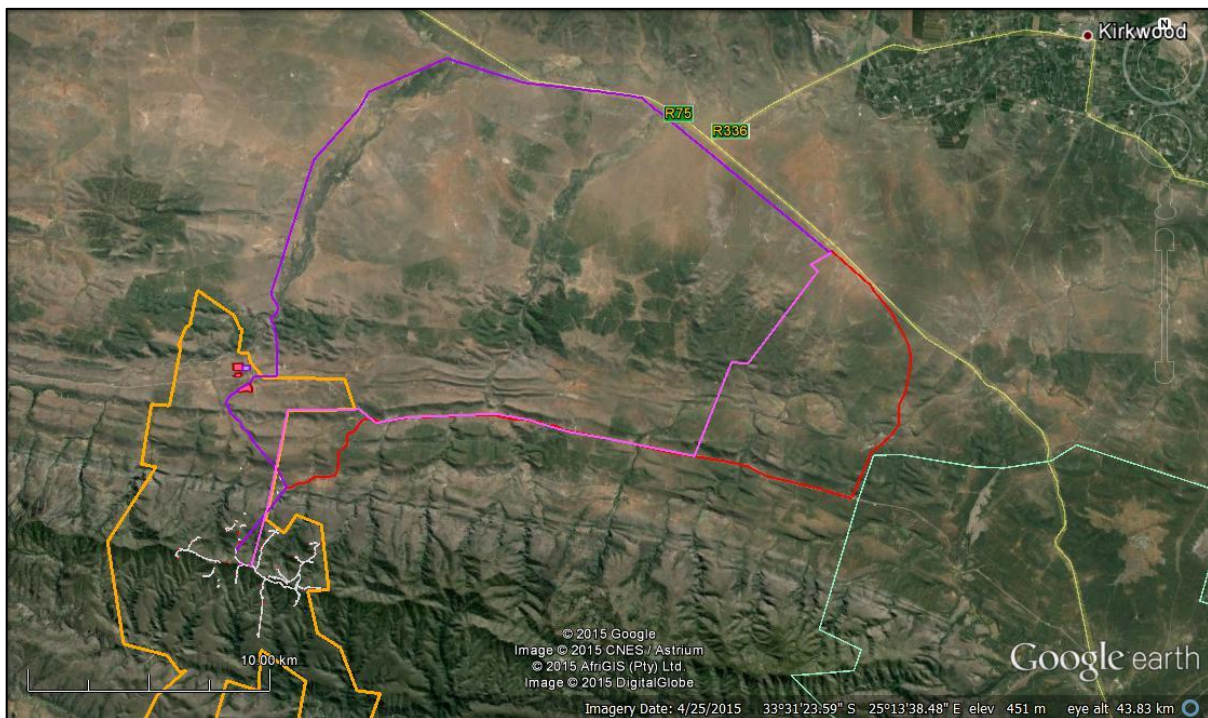 Kirkwood
N
R75
R336
10.00 km
© 2015 Google
Image © 2015 CNES / Astrium
© 2015 AfriGIS (Pty) Ltd.
Image © 2015 DigitalGlobe
Google earth
Imagery Date: 4/25/2015 33°31'23.59" S 25°13'38.48" E elev 451 m eye alt 43.83 km